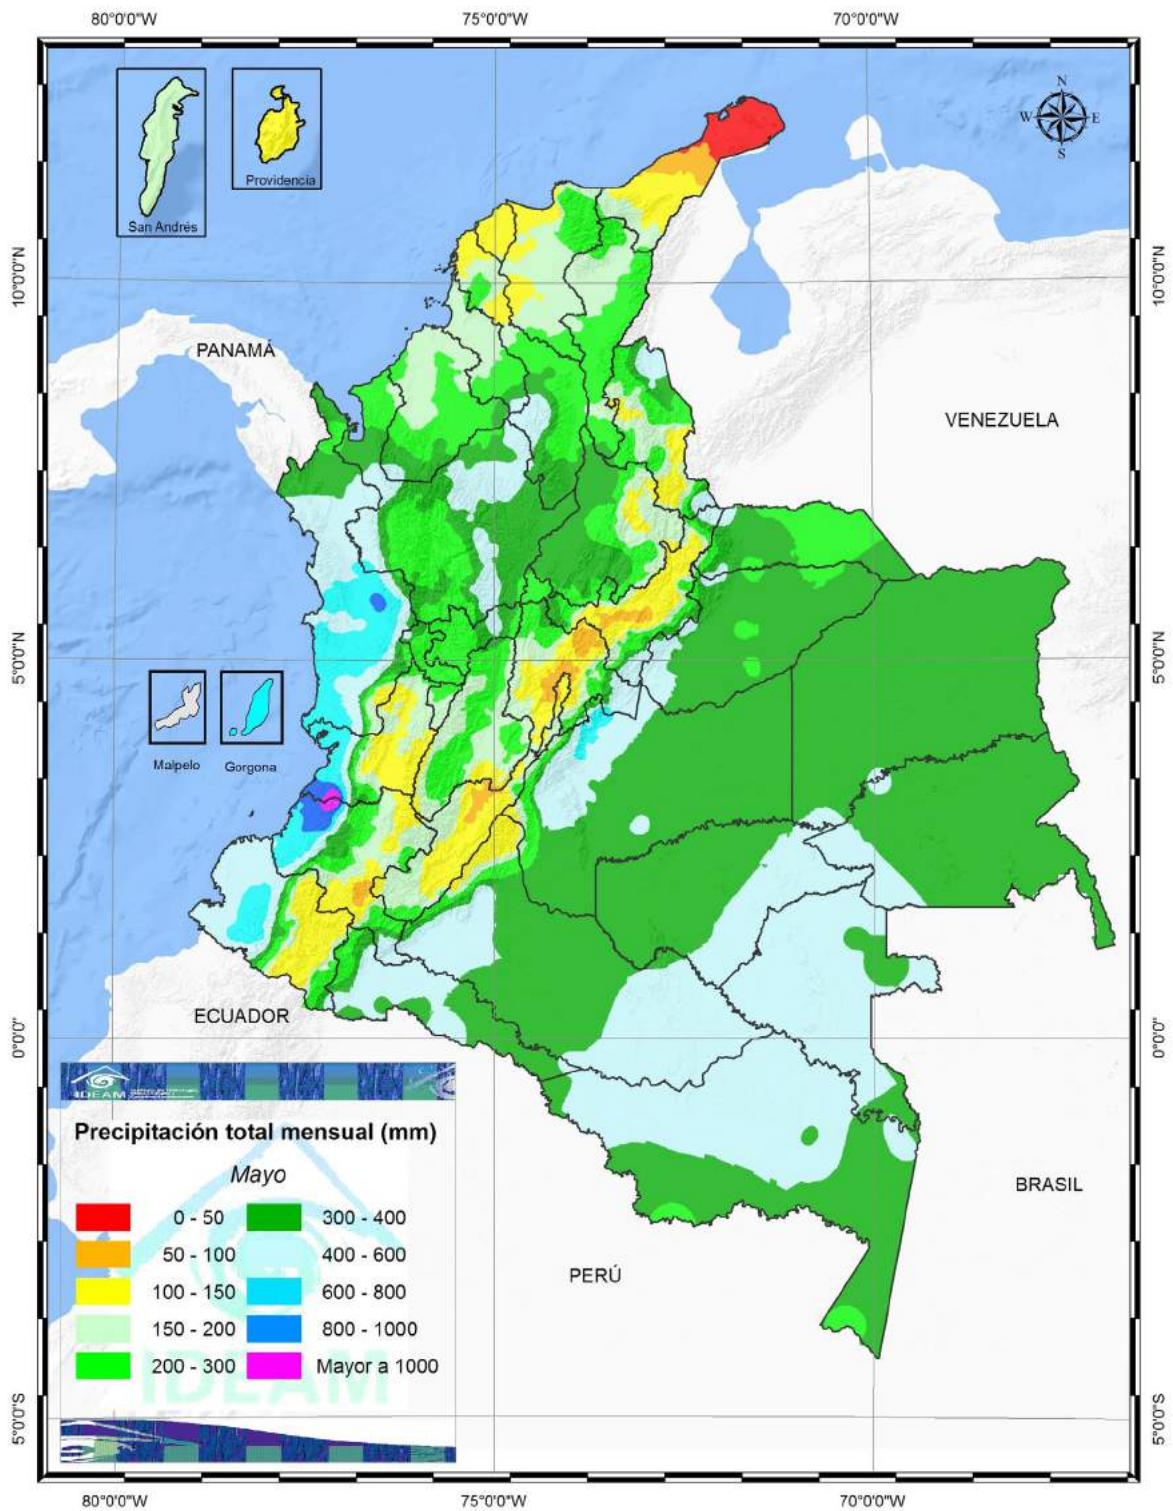 80°0'0"W 75°0'0"W 70°0'0"W
N
W E
S
San Andrés
Providencia
10°0'0"N 10°0'0"N
PANAMÁ
VENEZUELA
5°0'0"N 5°0'0"N
Malpelo Gorgona
ECUADOR
0°0'0" 0°0'0"
IDEAM
Precipitación total mensual (mm)
Mayo
0 - 50 300 - 400
50 - 100 400 - 600
100 - 150 600 - 800
150 - 200 800 - 1000
200 - 300 Mayor a 1000
IDEAM
BRASIL
PERÚ
5°0'0"S 5°0'0"S
80°0'0"W 75°0'0"W 70°0'0"W